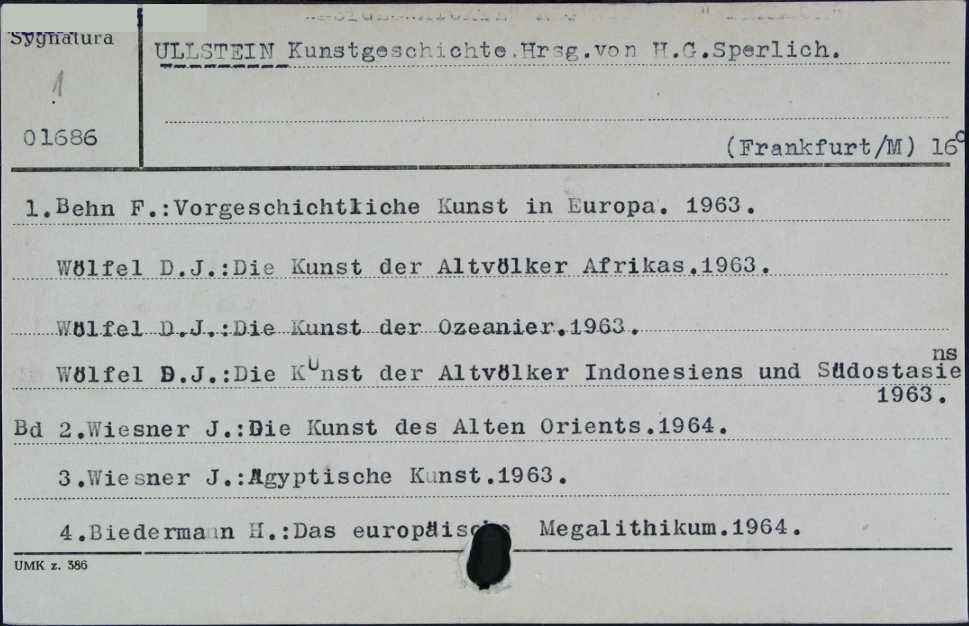 Sygnatura
ULLSTEIN Kunstgeschichte.Hrsg.von H.G.Sperlich.
1
01686
(Frankfurt/M) 16°
1.Behn F.:Vorgeschichtliche Kunst in Europa. 1963.
Wölfel D.J.:Die Kunst der Altvölker Afrikas.1963.
Wölfel D.J.:Die Kunst der Ozeanier.1963.
Wölfel D.J.:Die Kunst der Altvölker Indonesiens und Südostasiens
1963.
Bd 2.Wiesner J.:Die Kunst des Alten Orients.1964.
3.Wiesner J.:Ägyptische Kunst.1963.
4.Biedermann H.:Das europäische Megalithikum.1964.
UMK z. 386